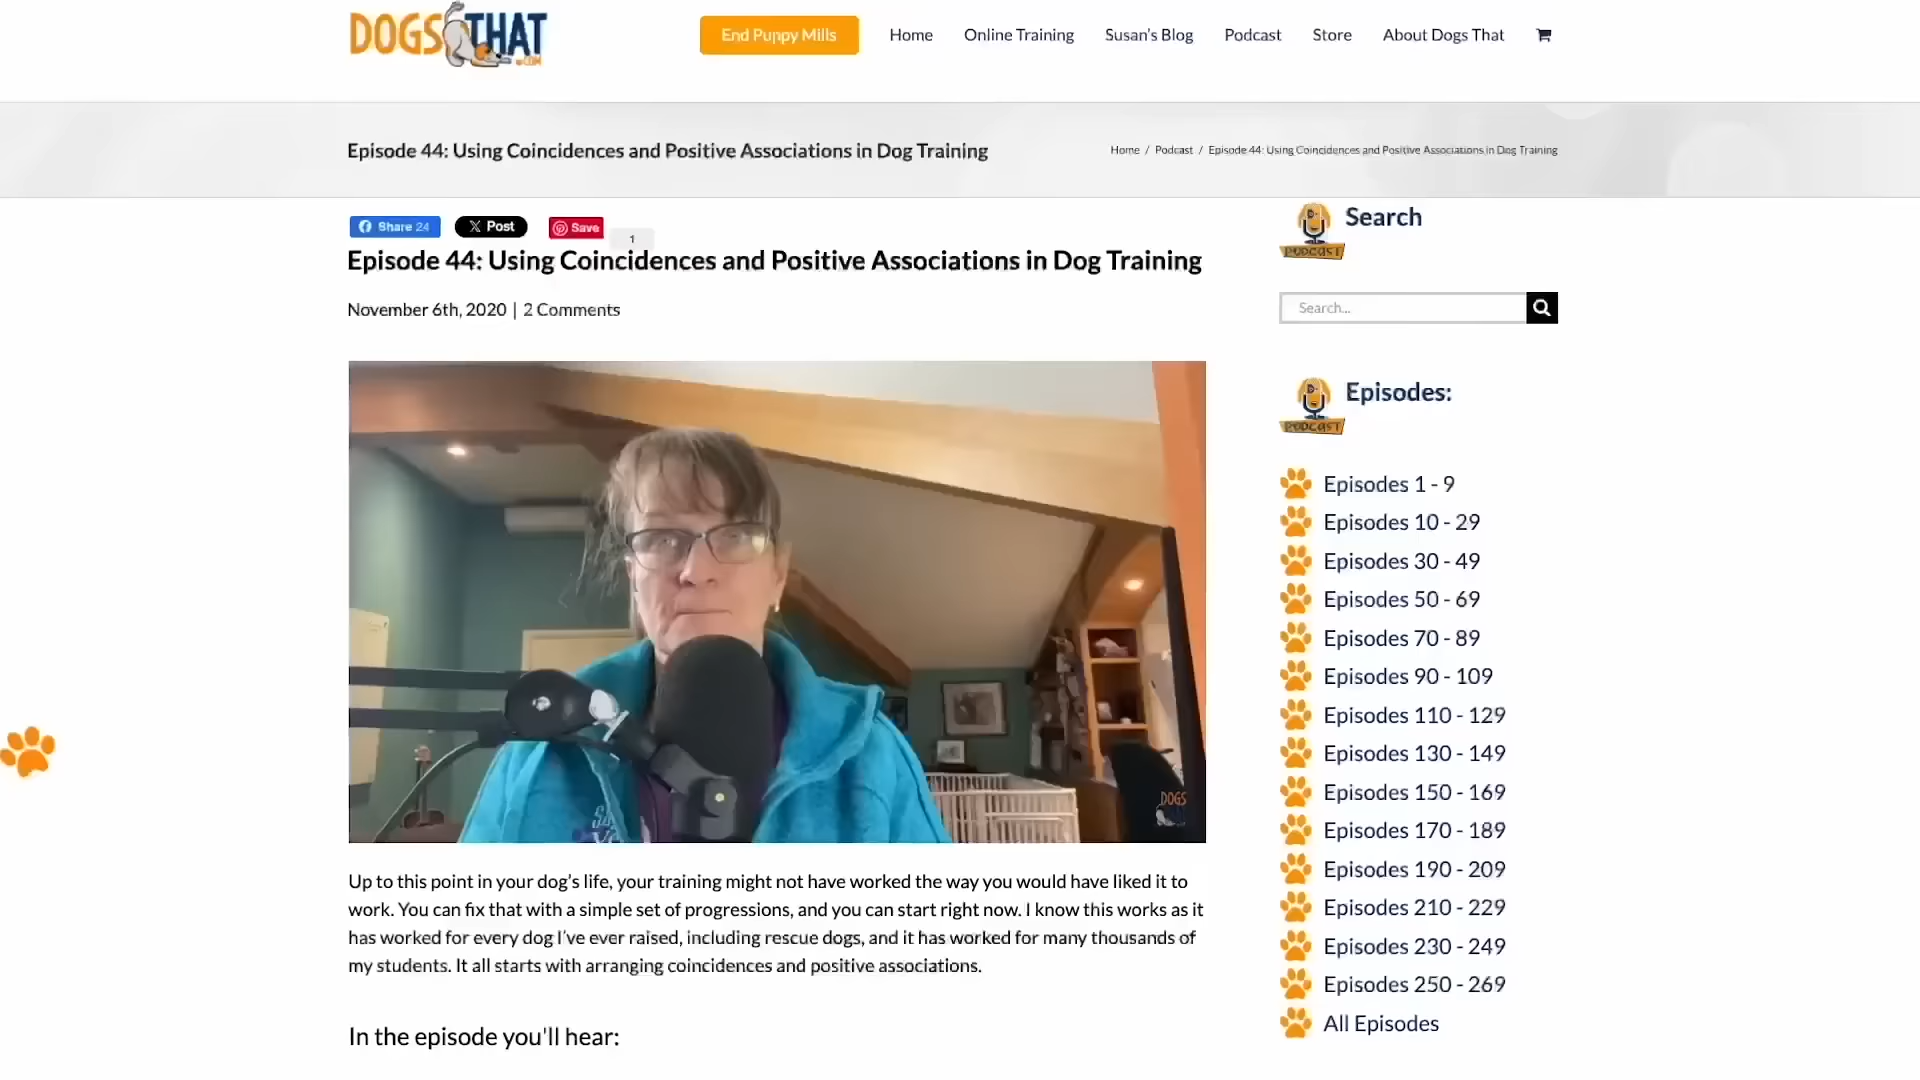 DOGSTHAT
.COM
End Puppy Mills
Home
Online Training
Susan's Blog
Podcast
Store
About Dogs That
Episode 44: Using Coincidences and Positive Associations in Dog Training
Home / Podcast / Episode 44: Using Coincidences and Positive Associations in Dog Training
Share 24
Post
Save
1
Episode 44: Using Coincidences and Positive Associations in Dog Training
November 6th, 2020 | 2 Comments
DOGS
Up to this point in your dog's life, your training might not have worked the way you would have liked it to
work. You can fix that with a simple set of progressions, and you can start right now. I know this works as it
has worked for every dog I've ever raised, including rescue dogs, and it has worked for many thousands of
my students. It all starts with arranging coincidences and positive associations.
In the episode you'll hear:
PODCAST
Search
Search...
PODCAST
Episodes:
Episodes 1 - 9
Episodes 10 - 29
Episodes 30 - 49
Episodes 50 - 69
Episodes 70 - 89
Episodes 90 - 109
Episodes 110 - 129
Episodes 130 - 149
Episodes 150 - 169
Episodes 170 - 189
Episodes 190 - 209
Episodes 210 - 229
Episodes 230 - 249
Episodes 250 - 269
All Episodes